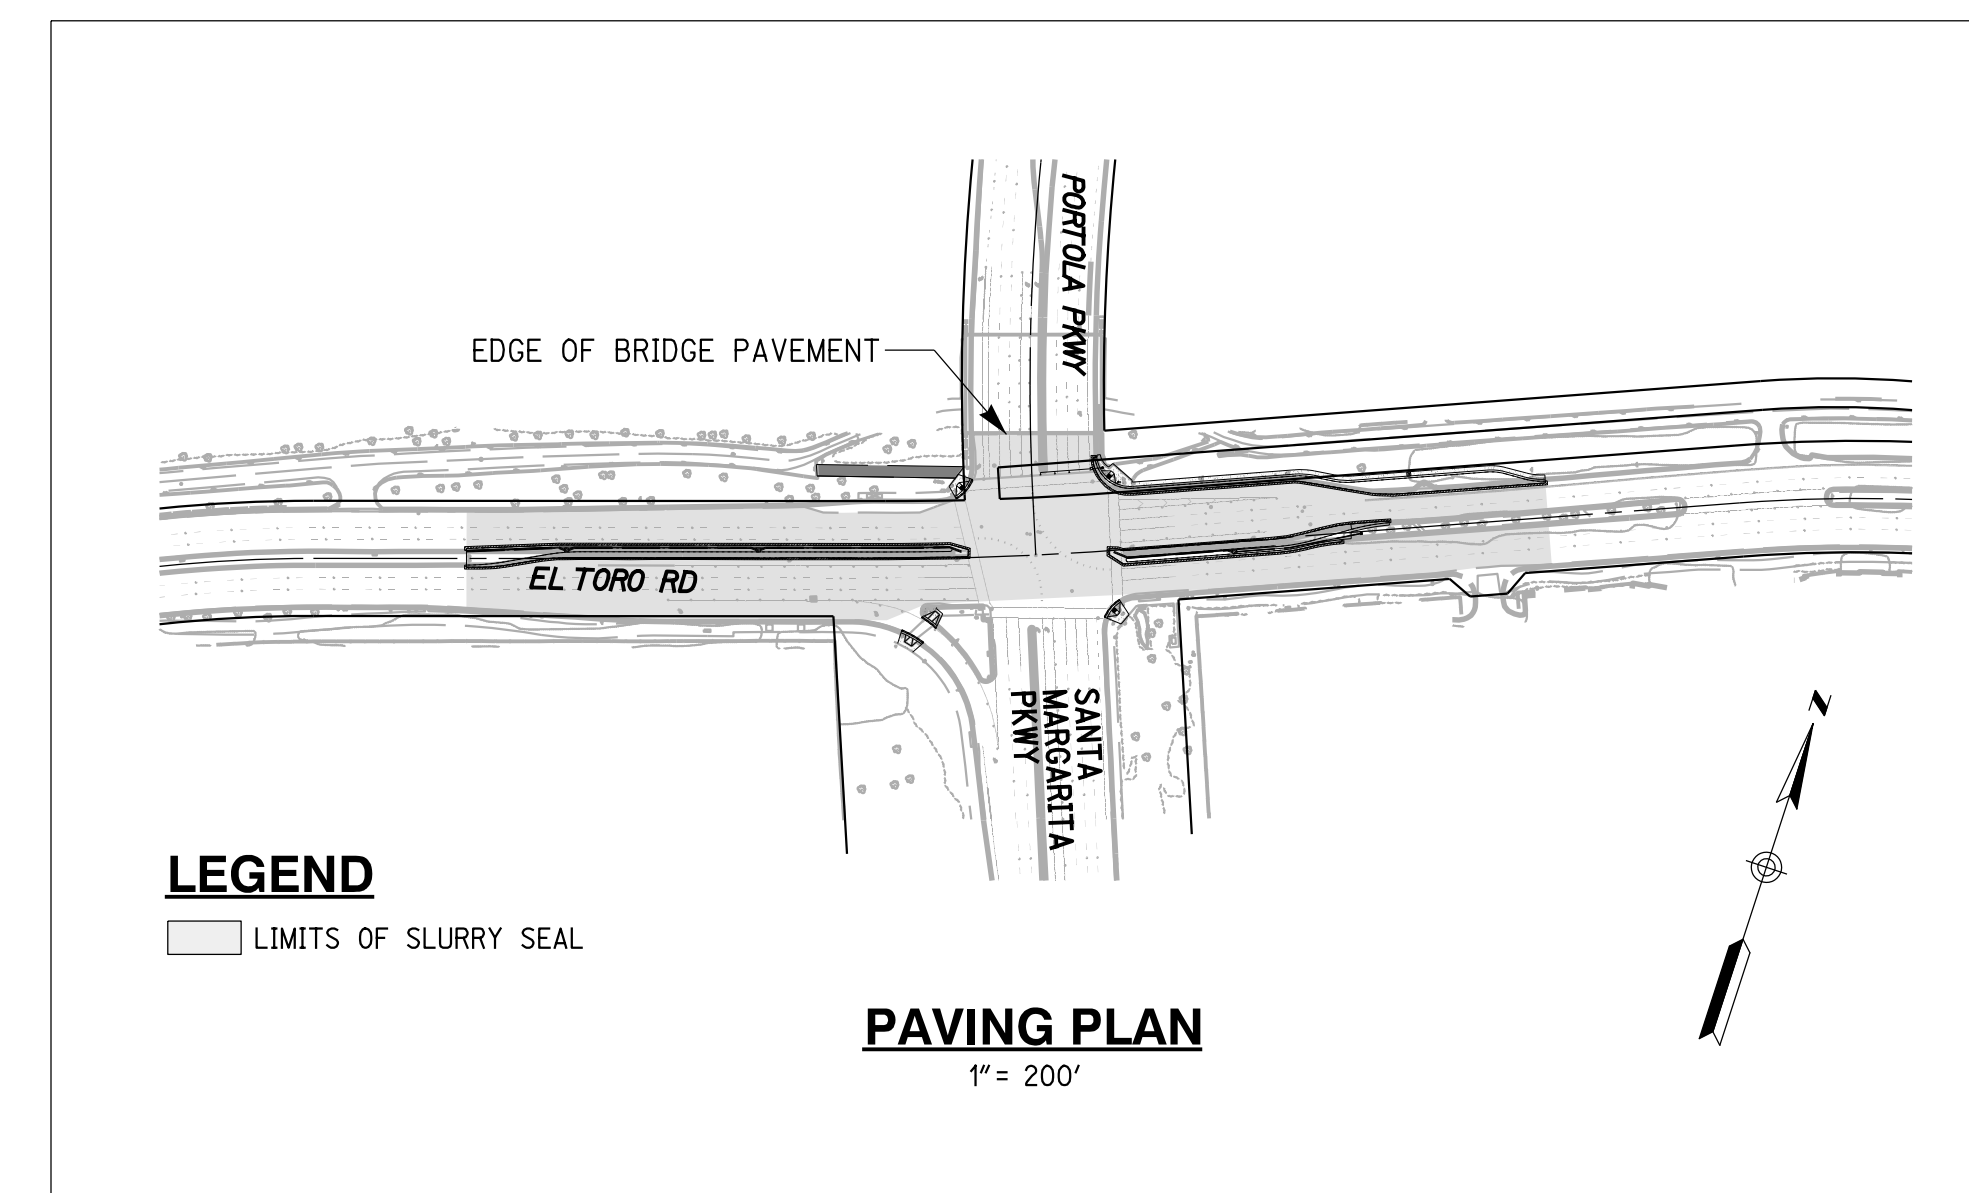 PORTOLA PKWY
EDGE OF BRIDGE PAVEMENT
EL TORO RD
SANTA
MARGARITA
PKWY
N
LEGEND
LIMITS OF SLURRY SEAL
PAVING PLAN
1"= 200'